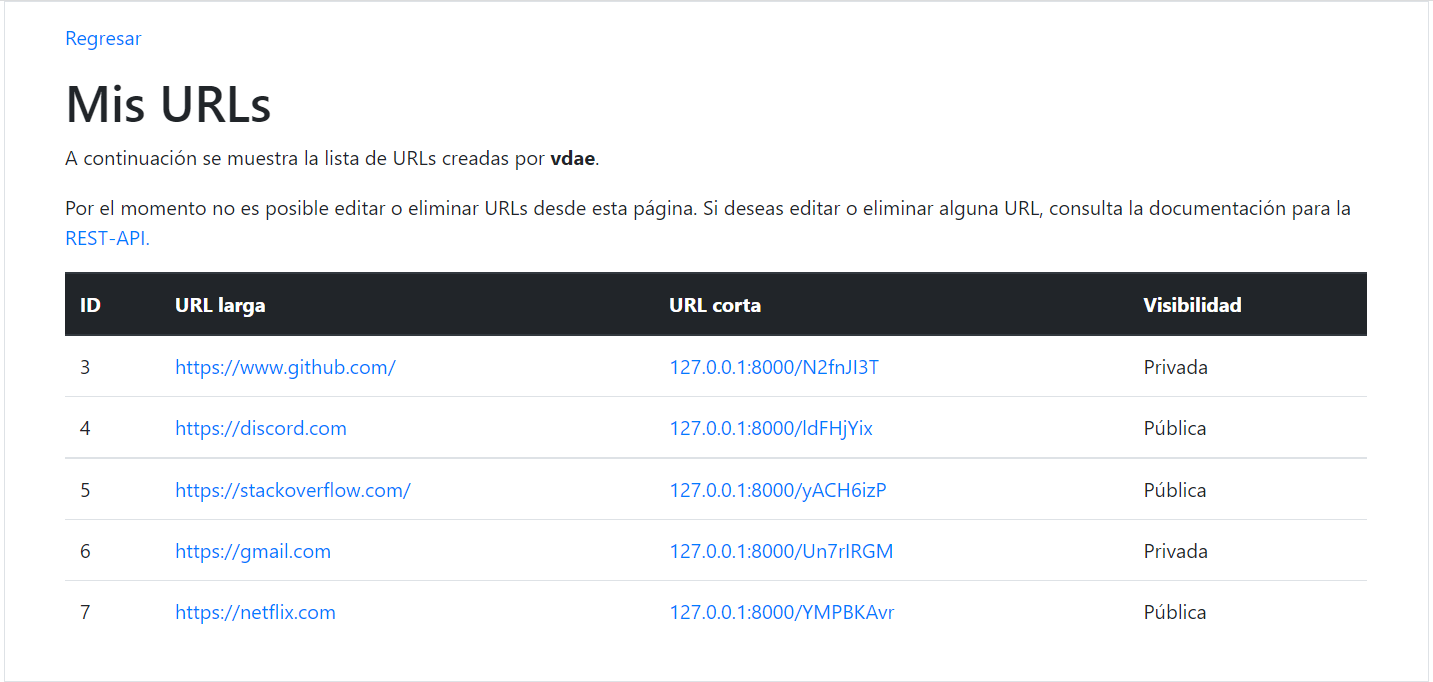 Regresar
Mis URLs
A continuación se muestra la lista de URLs creadas por vdae.
Por el momento no es posible editar o eliminar URLs desde esta página. Si deseas editar o eliminar alguna URL, consulta la documentación para la
REST-API.
ID URL larga URL corta Visibilidad
3 https://www.github.com/ 127.0.0.1:8000/N2fnJI3T Privada
4 https://discord.com 127.0.0.1:8000/ldFHjYix Pública
5 https://stackoverflow.com/ 127.0.0.1:8000/yACH6izP Pública
6 https://gmail.com 127.0.0.1:8000/Un7rIRGM Privada
7 https://netflix.com 127.0.0.1:8000/YMPBKAvr Pública